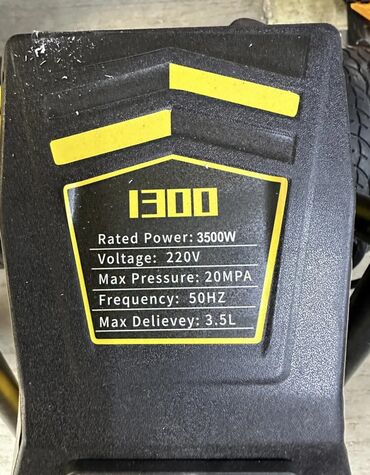 1300
Rated Power: 3500W
Voltage: 220V
Max Pressure: 20MPA
Frequency: 50HZ
Max Delievey: 3.5L